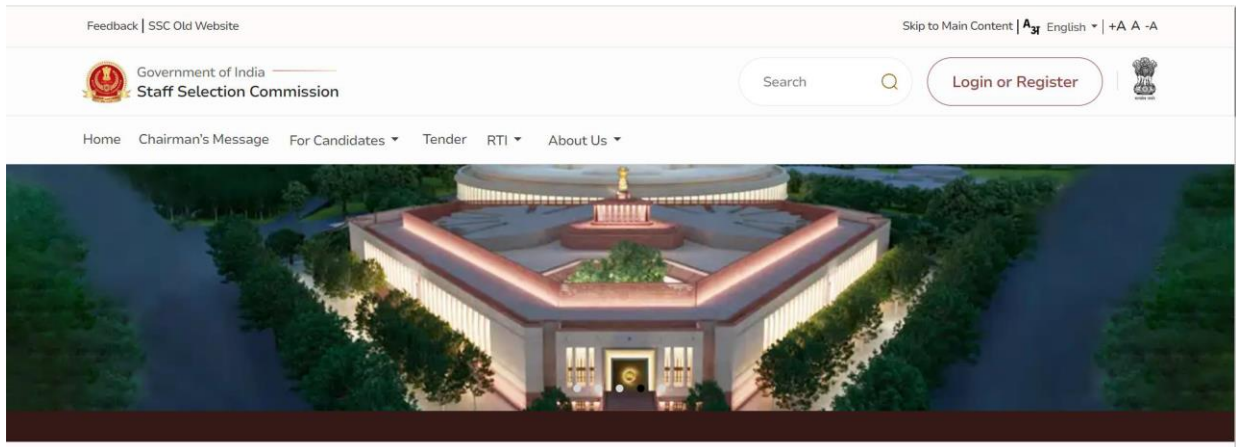 Feedback | SSC Old Website
Skip to Main Content | Aअ English | +A A -A
Government of India
Staff Selection Commission
Search
Login or Register
Home Chairman's Message For Candidates Tender RTI About Us